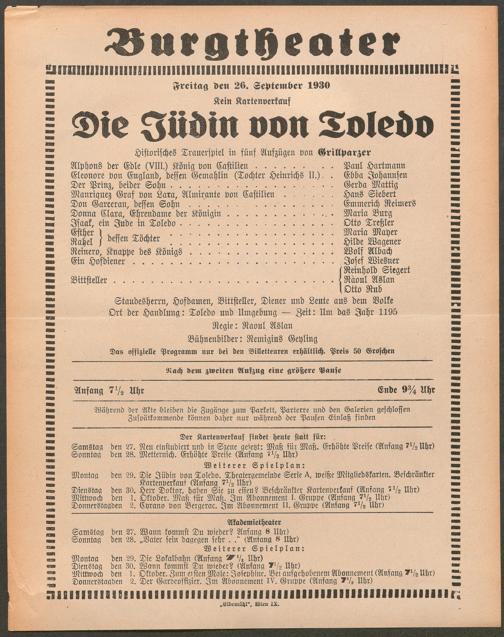 Burgtheater
Freitag den 26. September 1930
Kein Kartenverkauf
Die Jüdin von Toledo
Historisches Trauerspiel in fünf Aufzügen von Grillparzer
Alphons der Edle (VIII.) König von Castilien . . . . . . . . Paul Hartmann
Eleonore von England, dessen Gemahlin (Tochter Heinrichs II.) . . Ebba Johannsen
Der Prinz, beider Sohn . . . . . . . . Gerda Mattig
Manriquez Graf von Lara, Almirante von Castilien . . . . . . . . Hans Siebert
Don Garceran, dessen Sohn . . . . . . . . Emmerich Reimers
Donna Clara, Ehrendame der Königin . . . . . . . . Maria Burg
Isaak, ein Jude in Toledo . . . . . . . . Otto Treßler
Esther } dessen Töchter . . . . . . . . Maria Mayer
Rahel } . . . . . . . . Hilde Wagener
Reinero, Knappe des Königs . . . . . . . . Wolf Albach
Ein Hofdiener . . . . . . . . Josef Wiesner
Bittsteller . . . . . . . . { Reinhold Siegert
Raoul Aslan
Otto Rub
Standesherrn, Hofdamen, Bittsteller, Diener und Leute aus dem Volke
Ort der Handlung: Toledo und Umgebung — Zeit: Um das Jahr 1195
Regie: Raoul Aslan
Bühnenbilder: Remigius Geyling
Das offizielle Programm nur bei den Billetteuren erhältlich. Preis 50 Groschen
Nach dem zweiten Aufzug eine größere Pause
Anfang 7½ Uhr Ende 9¾ Uhr
Während der Akte bleiben die Zugänge zum Parkett, Parterre und den Galerien geschlossen
Zuspätkommende können daher nur während der Pausen Einlaß finden
Der Kartenverkauf findet heute statt für:
Samstag den 27. Neu einstudiert und in Szene gesetzt: Maß für Maß. Erhöhte Preise (Anfang 7½ Uhr)
Sonntag den 28. Metternich. Erhöhte Preise (Anfang 7½ Uhr)
Weiterer Spielplan:
Montag den 29. Die Jüdin von Toledo. Theatergemeinde Serie A, weiße Mitgliedskarten. Beschränkter
Kartenverkauf (Anfang 7½ Uhr)
Dienstag den 30. Herr Doktor, haben Sie zu essen? Beschränkter Kartenverkauf (Anfang 7½ Uhr)
Mittwoch den 1. Oktober. Maß für Maß. Im Abonnement I. Gruppe (Anfang 7½ Uhr)
Donnerstag den 2. Cyrano von Bergerac. Im Abonnement II. Gruppe (Anfang 7½ Uhr)
Akademietheater
Samstag den 27. Wann kommst Du wieder? Anfang 8 Uhr)
Sonntag den 28. „Vater sein dagegen sehr . .“ (Anfang 8 Uhr)
Weiterer Spielplan:
Montag den 29. Die Lokalbahn (Anfang 7½ Uhr)
Dienstag den 30. Wann kommst Du wieder? (Anfang 7½ Uhr)
Mittwoch den 1. Oktober. Zum ersten Male: Josephine. Bei aufgehobenem Abonnement (Anfang 7½ Uhr)
Donnerstag den 2. Der Gardeoffizier. Im Abonnement IV. Gruppe (Anfang 7½ Uhr)
„Elbemühl“, Wien IX.